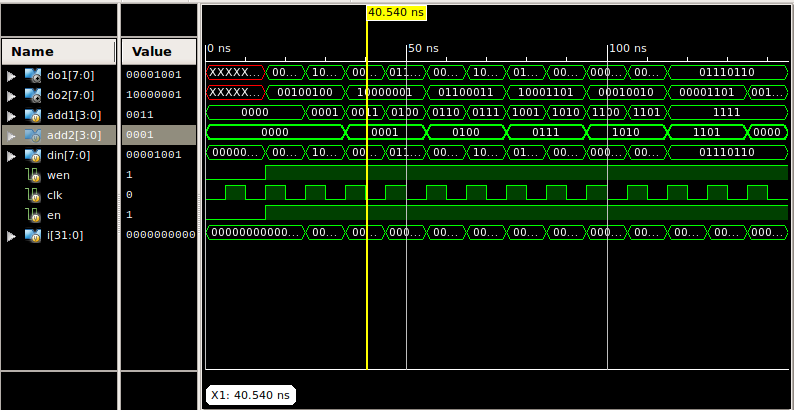 40.540 ns
Name Value 0 ns 50 ns 100 ns
do1[7:0] 00001001 XXXXX... 00... 10... 00... 011... 00... 10... 01... 00... 000... 00... 01110110
do2[7:0] 10000001 XXXXX... 00100100 10000001 01100011 10001101 00010010 00001101 001...
add1[3:0] 0011 0000 0001 0011 0100 0110 0111 1001 1010 1100 1101 1111
add2[3:0] 0001 0000 0001 0100 0111 1010 1101 0000
din[7:0] 00001001 00000... 00... 10... 00... 011... 00... 10... 01... 00... 000... 00... 01110110
wen 1
clk 0
en 1
i[31:0] 0000000000 00000000000... 00... 00... 000... 00... 00... 00... 00... 000... 00... 00... 00... 000...
X1: 40.540 ns